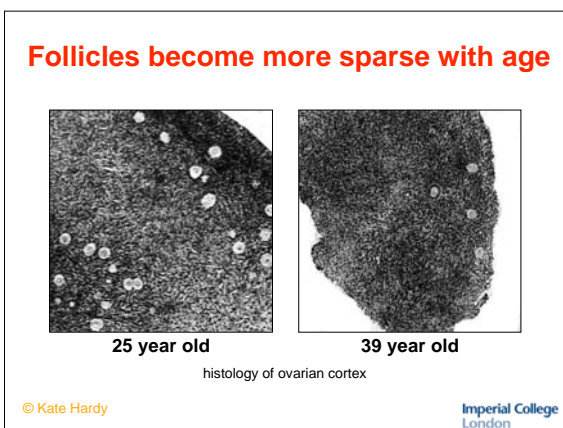 Follicles become more sparse with age
25 year old
39 year old
histology of ovarian cortex
© Kate Hardy
Imperial College
London